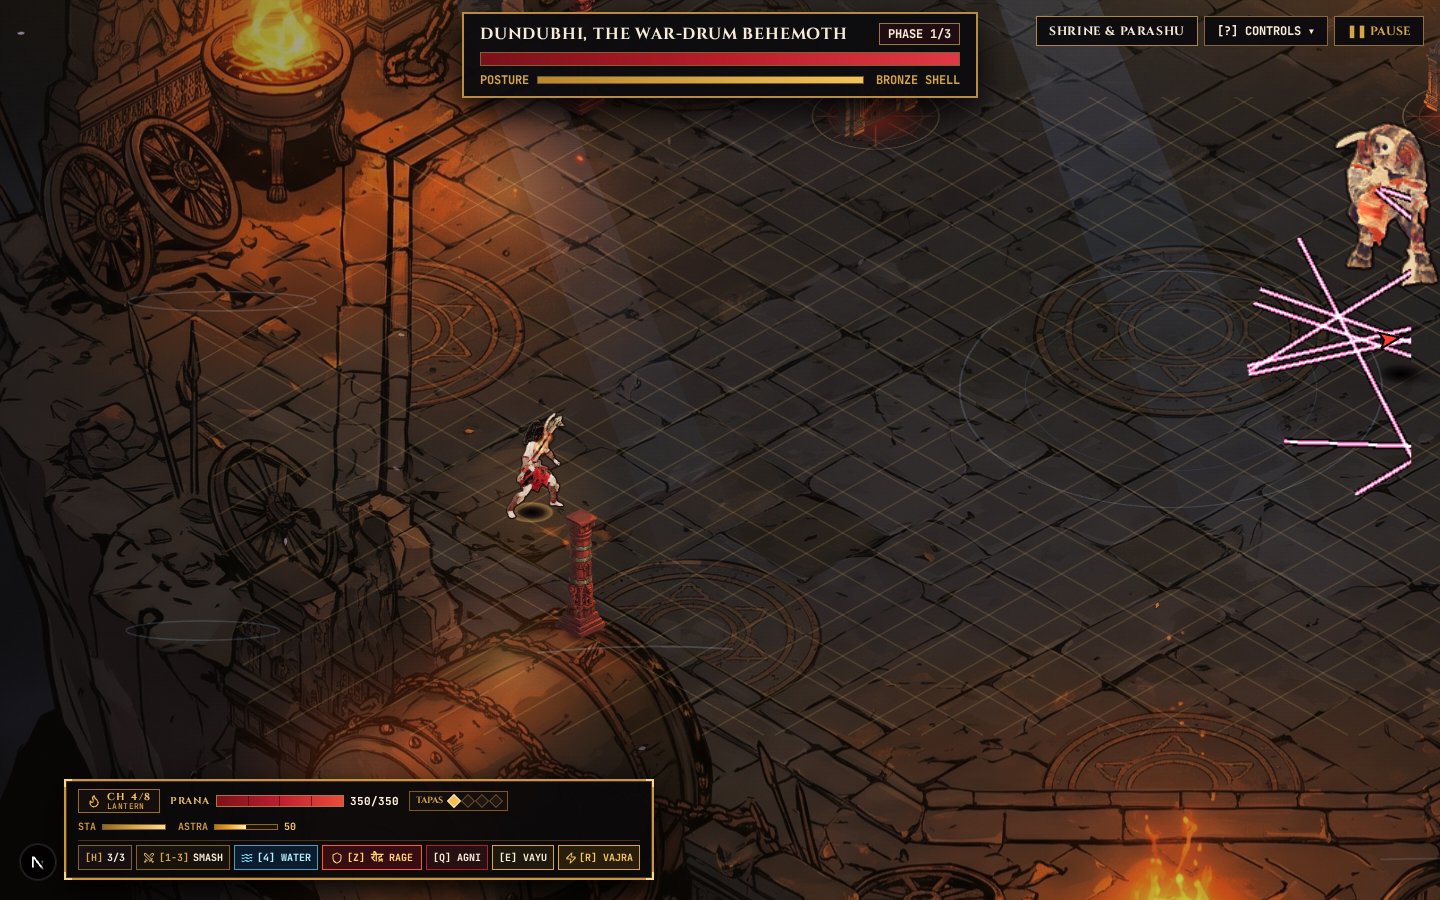 DUNDUBHI, THE WAR-DRUM BEHEMOTH PHASE 1/3
POSTURE BRONZE SHELL
SHRINE & PARASHU [?] CONTROLS ▾ ❚❚ PAUSE
CH 4/8
LANTERN
PRANA 350/350 TAPAS
STA ASTRA 50
[H] 3/3 [1-3] SMASH [4] WATER [Z] रौद्र RAGE [Q] AGNI [E] VAYU [R] VAJRA
N